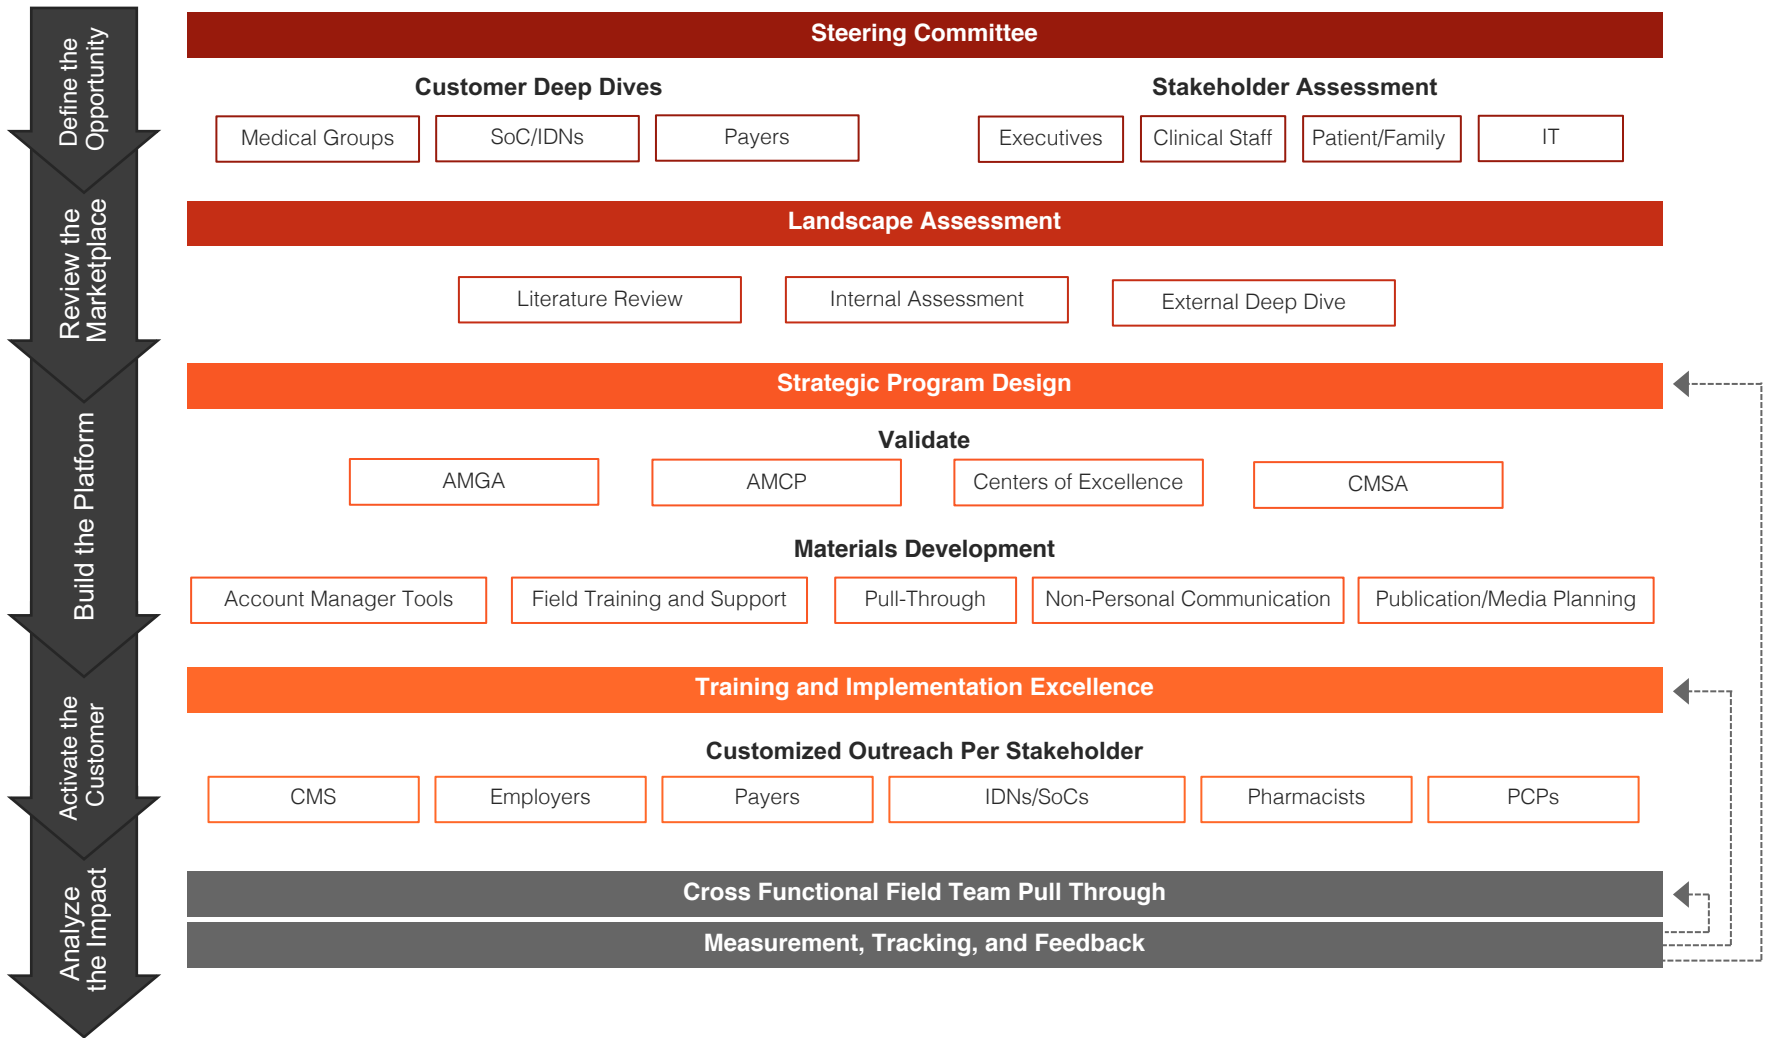 Define the
Opportunity
Steering Committee
Customer Deep Dives
Stakeholder Assessment
Medical Groups
SoC/IDNs
Payers
Executives
Clinical Staff
Patient/Family
IT
Review the
Marketplace
Landscape Assessment
Literature Review
Internal Assessment
External Deep Dive
Build the Platform
Strategic Program Design
Validate
AMGA
AMCP
Centers of Excellence
CMSA
Materials Development
Account Manager Tools
Field Training and Support
Pull-Through
Non-Personal Communication
Publication/Media Planning
Activate the
Customer
Training and Implementation Excellence
Customized Outreach Per Stakeholder
CMS
Employers
Payers
IDNs/SoCs
Pharmacists
PCPs
Analyze
the Impact
Cross Functional Field Team Pull Through
Measurement, Tracking, and Feedback